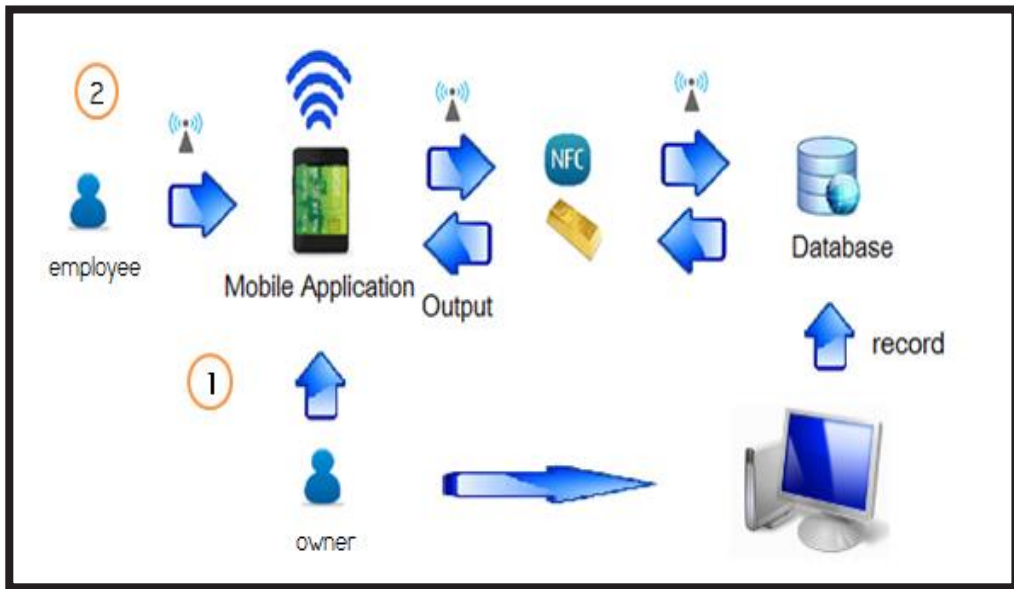 2
NFC
employee
Mobile Application
Output
Database
record
1
owner